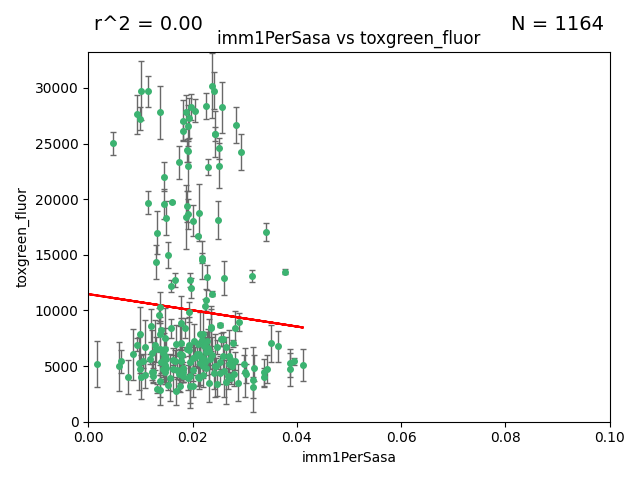 r^2 = 0.00
N = 1164
imm1PerSasa vs toxgreen_fluor
toxgreen_fluor
30000
25000
20000
15000
10000
5000
0
0.00
0.02
0.04
0.06
0.08
0.10
imm1PerSasa